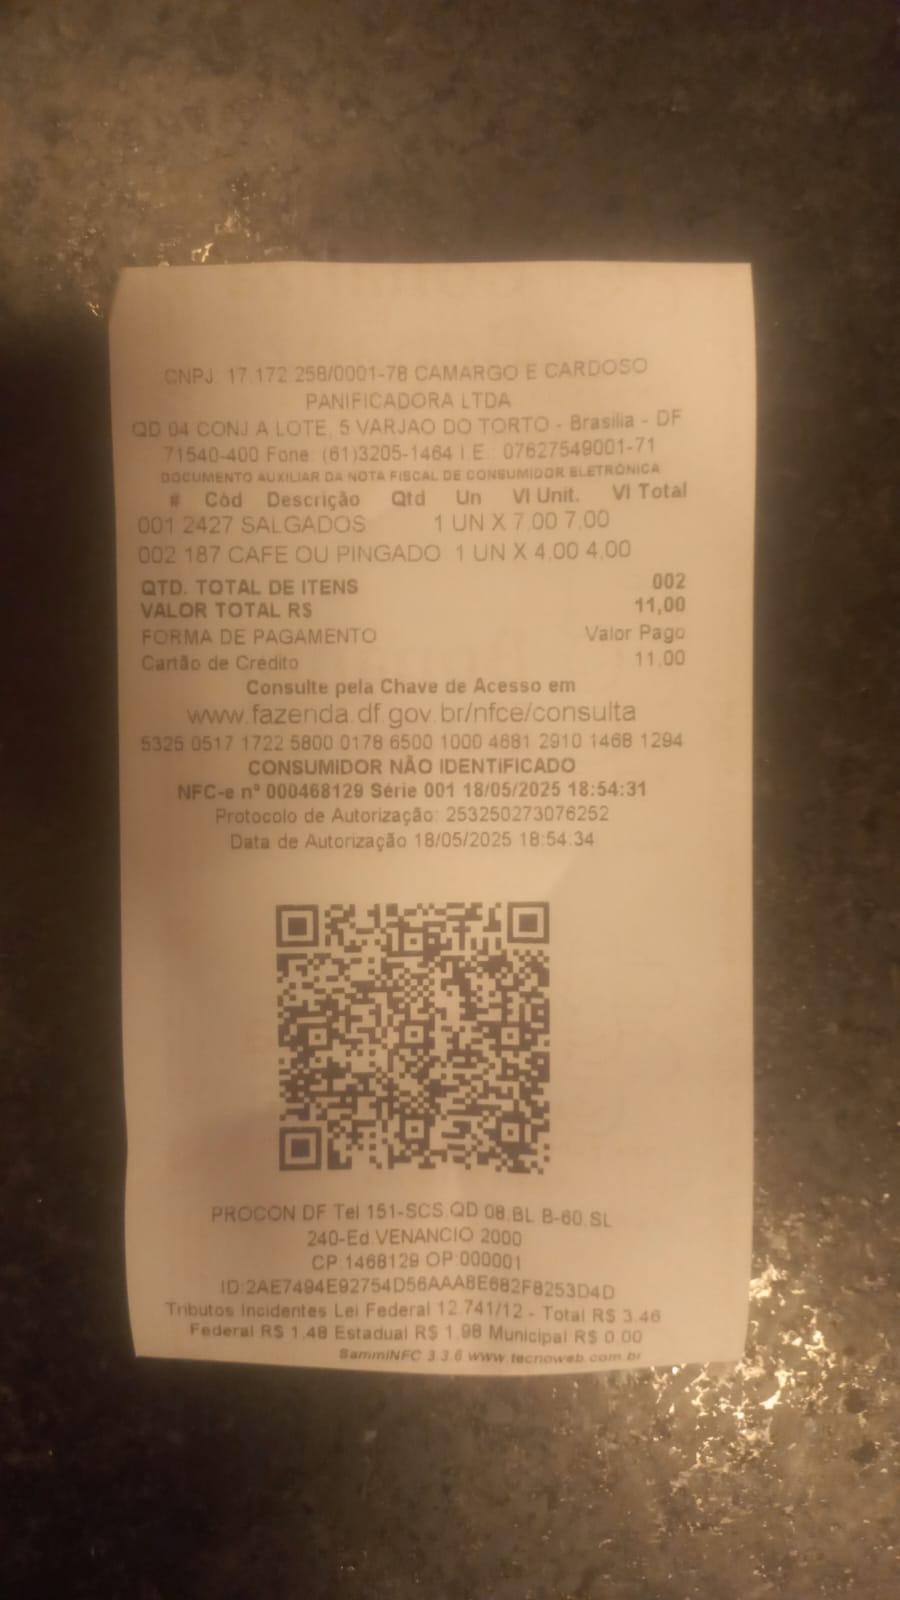 CNPJ: 17.172.258/0001-78 CAMARGO E CARDOSO
PANIFICADORA LTDA
QD 04 CONJ A LOTE, 5 VARJAO DO TORTO - Brasilia - DF
71540-400 Fone: (61)3205-1464 I.E.: 07627549001-71
DOCUMENTO AUXILIAR DA NOTA FISCAL DE CONSUMIDOR ELETRÔNICA
# Cód Descrição Qtd Un Vl Unit. Vl Total
001 2427 SALGADOS 1 UN X 7,00 7,00
002 187 CAFE OU PINGADO 1 UN X 4,00 4,00
QTD. TOTAL DE ITENS 002
VALOR TOTAL R$ 11,00
FORMA DE PAGAMENTO Valor Pago
Cartão de Crédito 11,00
Consulte pela Chave de Acesso em
www.fazenda.df.gov.br/nfce/consulta
5325 0517 1722 5800 0178 6500 1000 4681 2910 1468 1294
CONSUMIDOR NÃO IDENTIFICADO
NFC-e nº 000468129 Série 001 18/05/2025 18:54:31
Protocolo de Autorização: 253250273076252
Data de Autorização 18/05/2025 18:54:34
PROCON DF Tel 151-SCS.QD 08.BL B-60.SL
240-Ed.VENANCIO 2000
CP:1468129 OP:000001
ID:2AE7494E92754D56AAA8E682F8253D4D
Tributos Incidentes Lei Federal 12.741/12 - Total R$ 3.46
Federal R$ 1.48 Estadual R$ 1.98 Municipal R$ 0.00
SammiNFC 3.3.6 www.tecnoweb.com.br